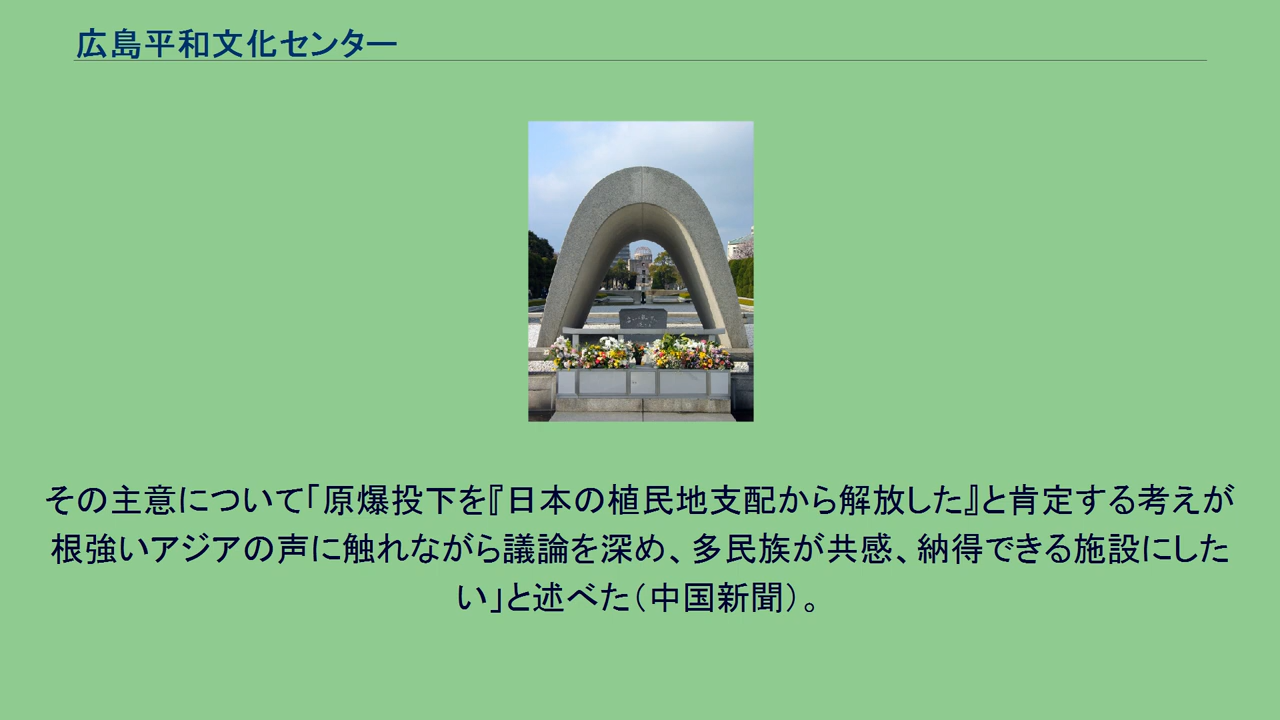 広島平和文化センター
その主意について「原爆投下を『日本の植民地支配から解放した』と肯定する考えが
根強いアジアの声に触れながら議論を深め、多民族が共感、納得できる施設にした
い」と述べた（中国新聞）。